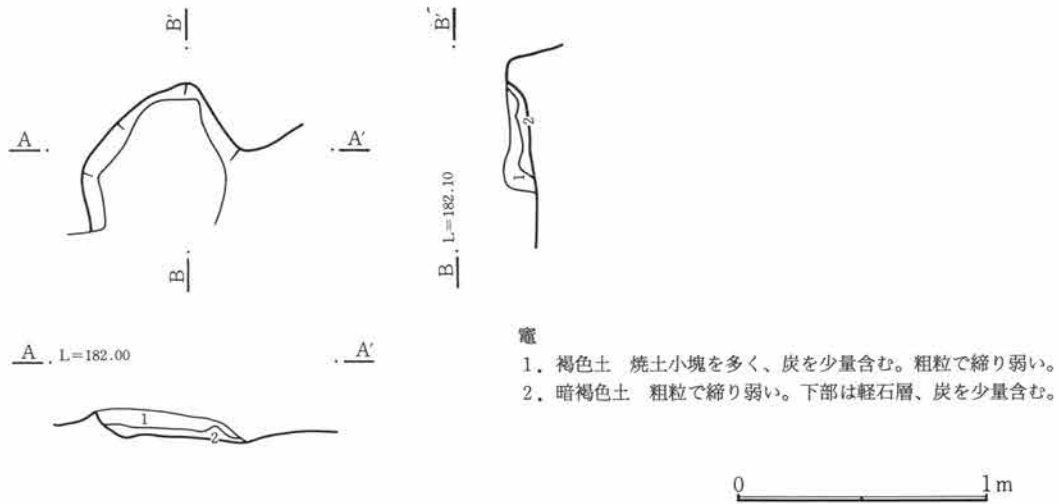 B'
B'
A
A'
L=182.10
B
B
A
L=182.00
A'
1
2
1
2
竈
1. 褐色土 焼土小塊を多く、炭を少量含む。粗粒で締り弱い。
2. 暗褐色土 粗粒で締り弱い。下部は軽石層、炭を少量含む。
0
1m